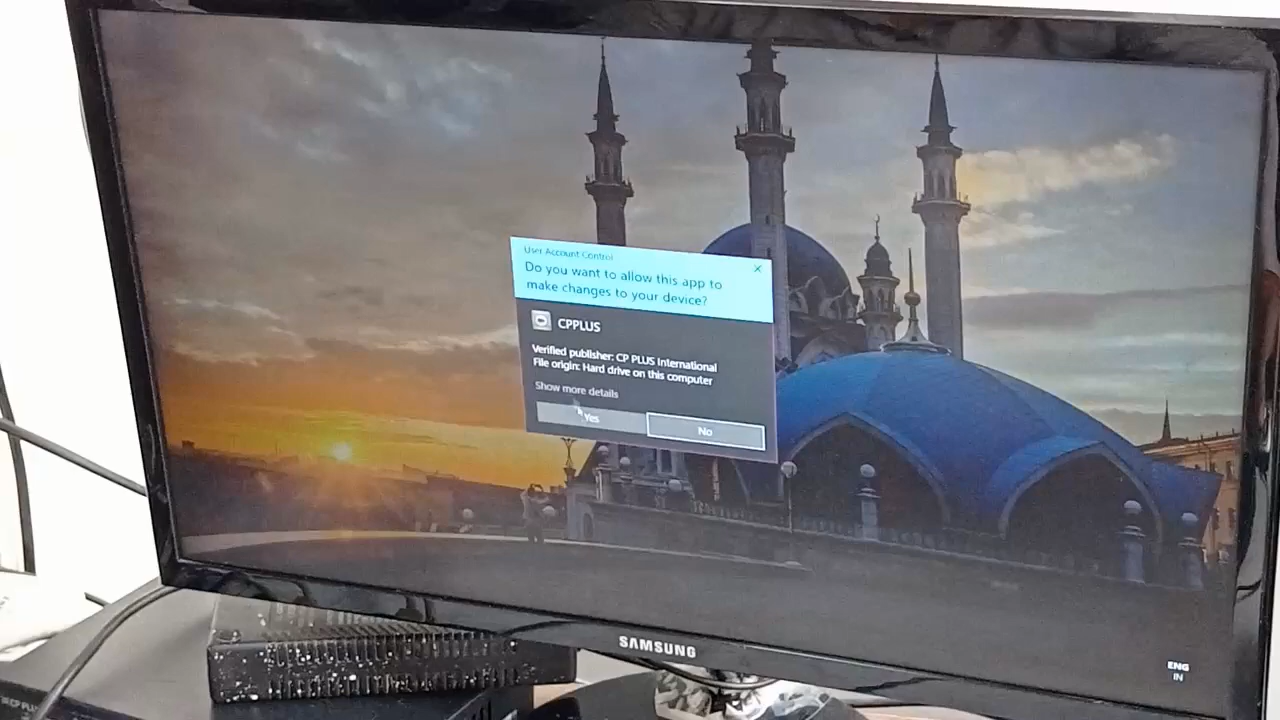 User Account Control
Do you want to allow this app to
make changes to your device?
CPPLUS
Verified publisher: CP PLUS International
File origin: Hard drive on this computer
Show more details
Yes
No
SAMSUNG
ENG
IN